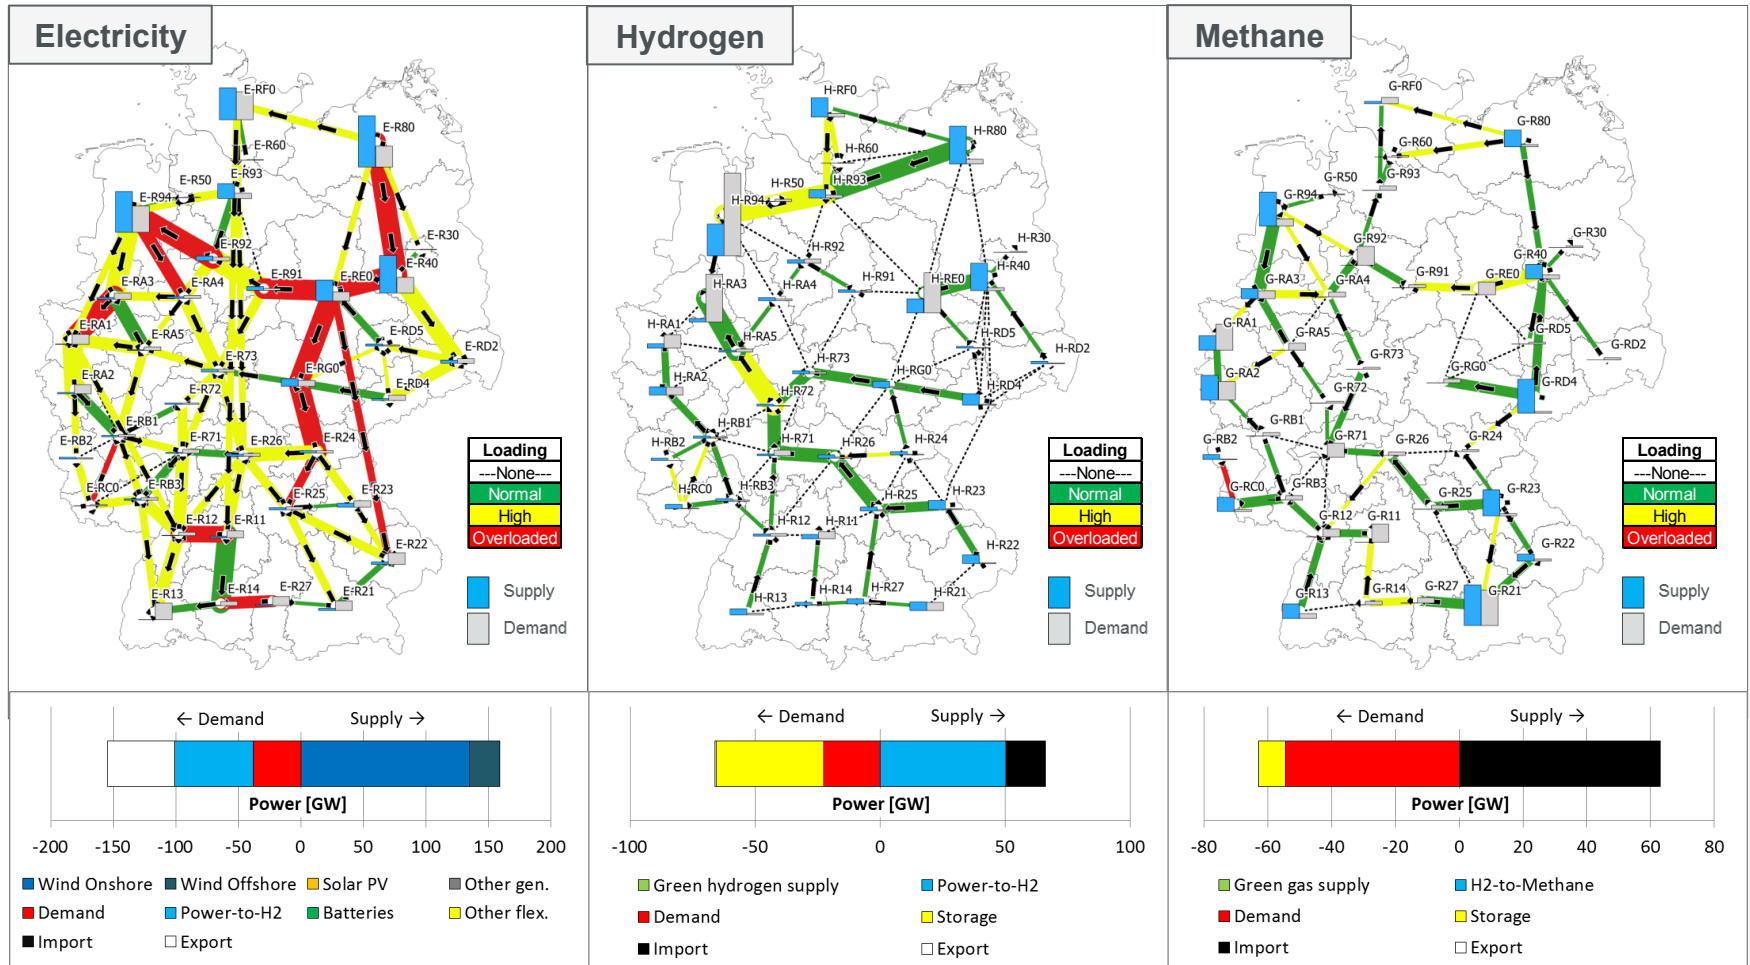 Electricity
E-RF0
E-R80
E-R60
E-R50
E-R93
E-R94
E-R30
E-R92
E-R40
E-R91
E-RE0
E-RA3
E-RA4
E-RA1
E-RA5
E-RD5
E-RD2
E-R73
E-RG0
E-RA2
E-R72
E-RD4
E-RB1
E-RB2
E-R71
E-R26
E-R24
E-RC0
E-RB3
E-R25
E-R23
E-R12
E-R11
E-R22
E-R13
E-R14
E-R27
E-R21
Loading
---None---
Normal
High
Overloaded
Supply
Demand
Hydrogen
H-RF0
H-R80
H-R60
H-R93
H-R50
H-R94
H-R30
H-R92
H-R40
H-R91
H-RE0
H-RA3
H-RA4
H-RA1
H-RA5
H-RD5
H-RD2
H-R73
H-RG0
H-RA2
H-R72
H-RD4
H-RB1
H-RB2
H-R71
H-R26
H-R24
H-RC0
H-RB3
H-R25
H-R23
H-R12
H-R11
H-R22
H-R13
H-R14
H-R27
H-R21
Loading
---None---
Normal
High
Overloaded
Supply
Demand
Methane
G-RF0
G-R80
G-R60
G-R93
G-R50
G-R94
G-R30
G-R92
G-R40
G-R91
G-RE0
G-RA3
G-RA4
G-RA1
G-RA5
G-RD5
G-RD2
G-R73
G-RG0
G-RA2
G-R72
G-RD4
G-RB1
G-RB2
G-R71
G-R26
G-R24
G-RC0
G-RB3
G-R25
G-R23
G-R12
G-R11
G-R22
G-R13
G-R14
G-R27
G-R21
Loading
---None---
Normal
High
Overloaded
Supply
Demand
← Demand Supply →
Power [GW]
-200 -150 -100 -50 0 50 100 150 200
Wind Onshore Wind Offshore Solar PV Other gen.
Demand Power-to-H2 Batteries Other flex.
Import Export
← Demand Supply →
Power [GW]
-100 -50 0 50 100
Green hydrogen supply Power-to-H2
Demand Storage
Import Export
← Demand Supply →
Power [GW]
-80 -60 -40 -20 0 20 40 60 80
Green gas supply H2-to-Methane
Demand Storage
Import Export